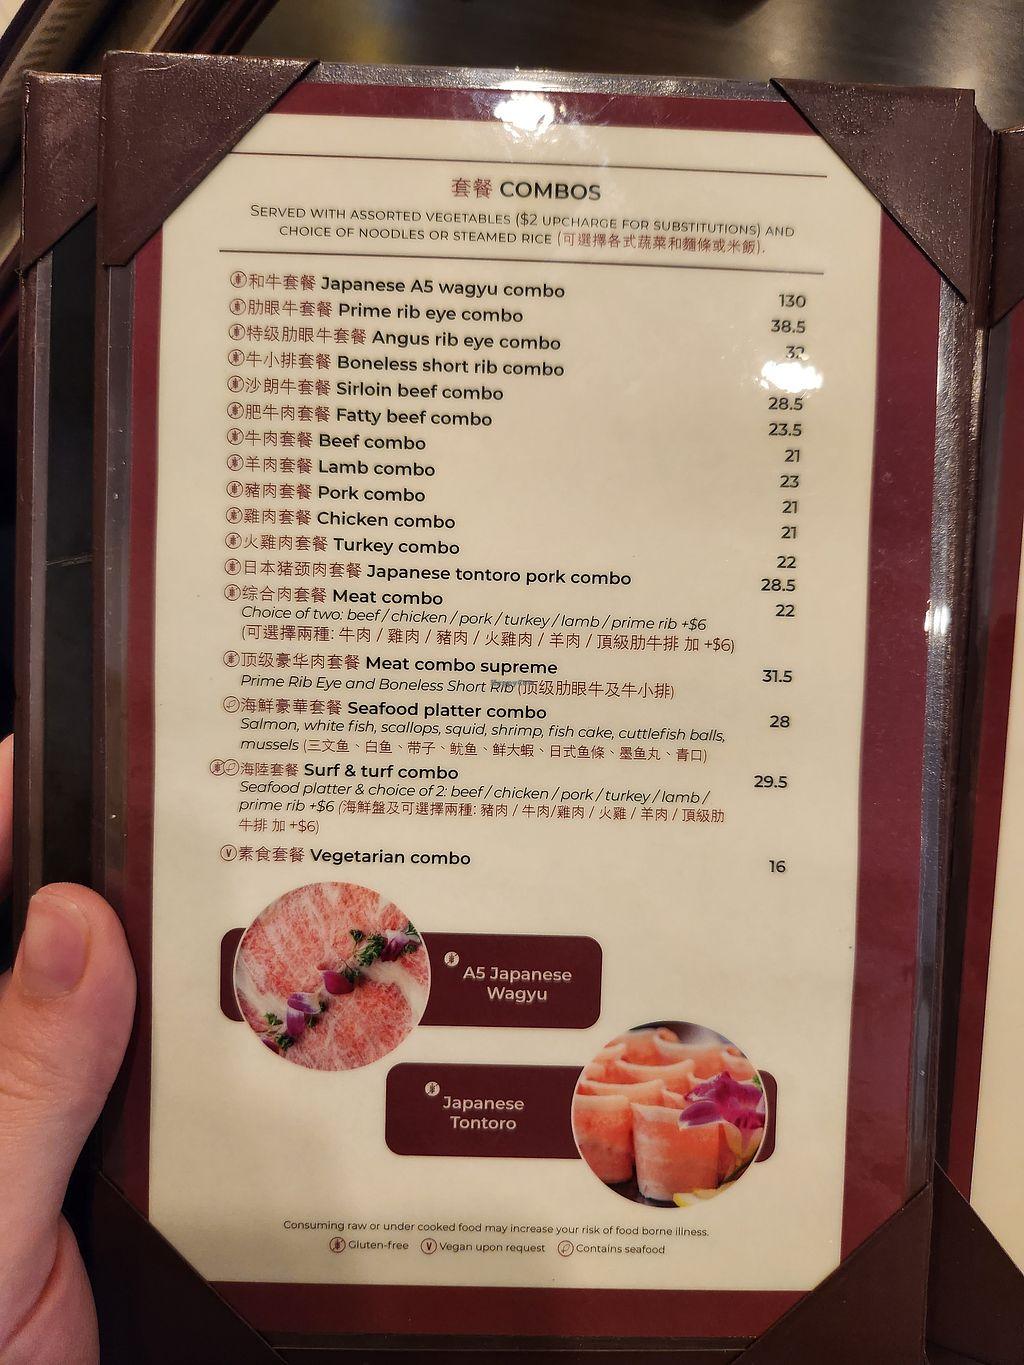 套餐 COMBOS
SERVED WITH ASSORTED VEGETABLES ($2 UPCHARGE FOR SUBSTITUTIONS) AND
CHOICE OF NOODLES OR STEAMED RICE (可選擇各式蔬菜和麵條或米飯).
和牛套餐 Japanese A5 wagyu combo 130
肋眼牛套餐 Prime rib eye combo 38.5
特级肋眼牛套餐 Angus rib eye combo 32
牛小排套餐 Boneless short rib combo
沙朗牛套餐 Sirloin beef combo 28.5
肥牛肉套餐 Fatty beef combo 23.5
牛肉套餐 Beef combo 21
羊肉套餐 Lamb combo 23
豬肉套餐 Pork combo 21
雞肉套餐 Chicken combo 21
火雞肉套餐 Turkey combo 22
日本猪颈肉套餐 Japanese tontoro pork combo 28.5
综合肉套餐 Meat combo 22
Choice of two: beef / chicken / pork / turkey / lamb / prime rib +$6
(可選擇兩種: 牛肉 / 雞肉 / 豬肉 / 火雞肉 / 羊肉 / 頂級肋牛排 加 +$6)
顶级豪华肉套餐 Meat combo supreme 31.5
Prime Rib Eye and Boneless Short Rib (顶级肋眼牛及牛小排)
海鮮豪華套餐 Seafood platter combo 28
Salmon, white fish, scallops, squid, shrimp, fish cake, cuttlefish balls,
mussels (三文鱼、白鱼、带子、鱿鱼、鲜大蝦、日式鱼條、墨鱼丸、青口)
海陸套餐 Surf & turf combo 29.5
Seafood platter & choice of 2: beef / chicken / pork / turkey / lamb /
prime rib +$6 (海鮮盤及可選擇兩種: 豬肉 / 牛肉/雞肉 / 火雞 / 羊肉 / 頂級肋
牛排 加 +$6)
V 素食套餐 Vegetarian combo 16
A5 Japanese
Wagyu
Japanese
Tontoro
Consuming raw or under cooked food may increase your risk of food borne illness.
Gluten-free V Vegan upon request Contains seafood